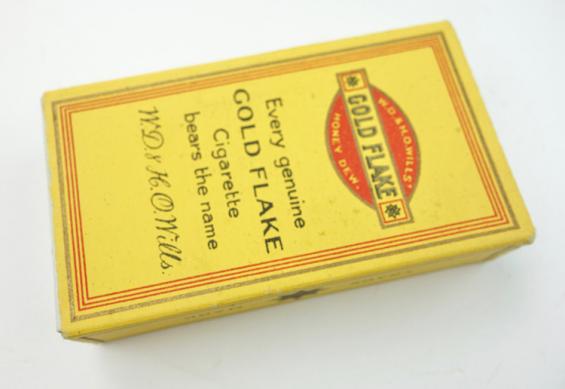 W.D. & H.O. WILLS'
GOLD FLAKE
HONEY DEW.
Every genuine
GOLD FLAKE
Cigarette
bears the name
W.D. & H.O. Wills.